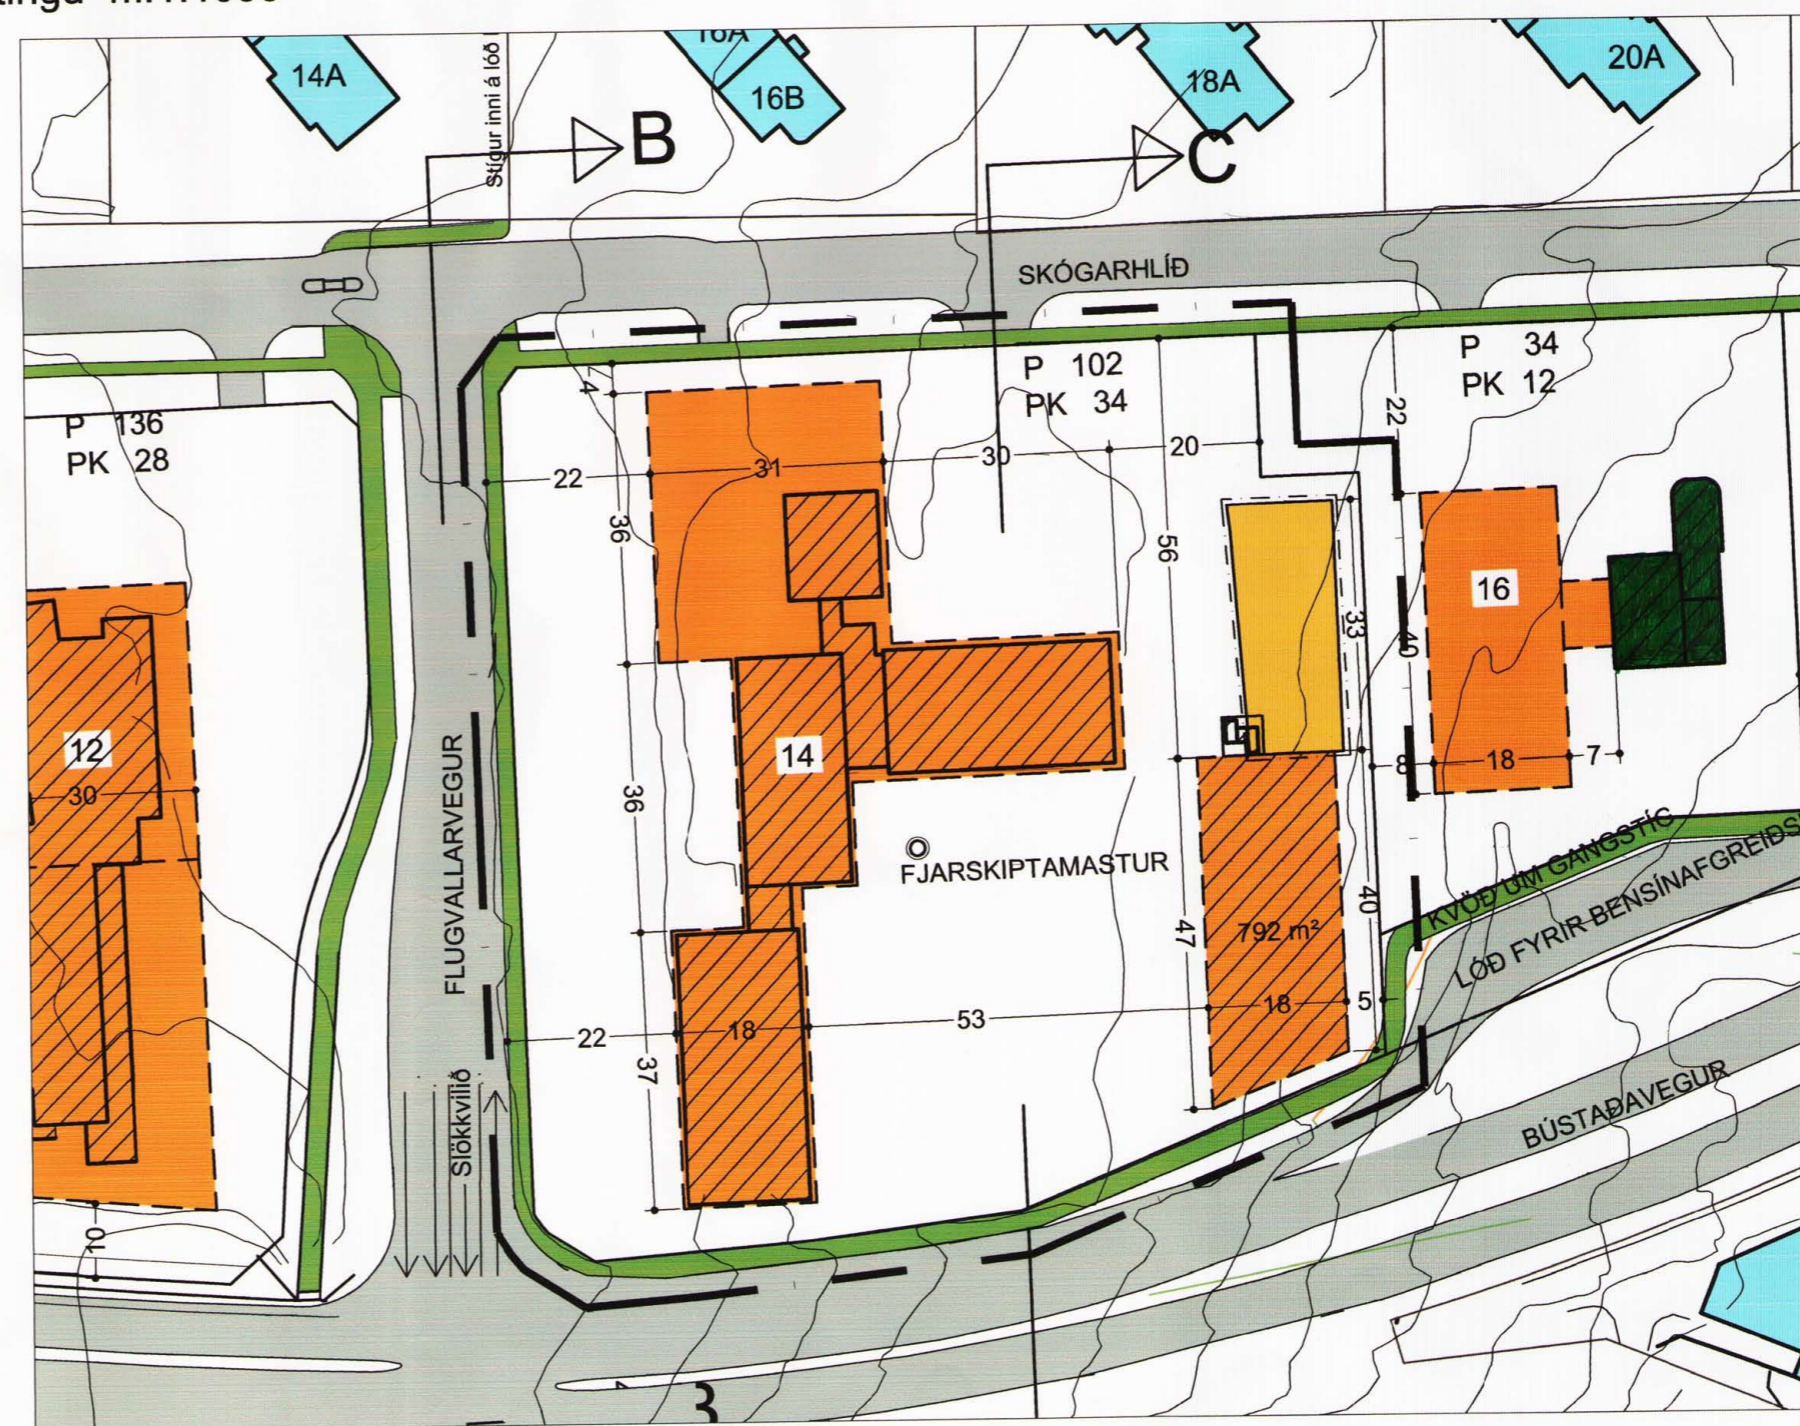 14A
16A
16B
18A
20A
Stígur inni á lóð
B
C
SKÓGARHLÍÐ
P 136
PK 28
P 102
PK 34
P 34
PK 12
4
22
31
30
20
22
36
56
33
40
16
12
30
14
36
8
18
7
FLUGVALLARVEGUR
FJARSKIPTAMASTUR
KVÖÐ UM GANGSTÍG
LÓÐ FYRIR BENSÍNAFGREIÐS
792 m²
40
47
22
18
53
18
5
37
Slökkvilið
BÚSTAÐAVEGUR
10